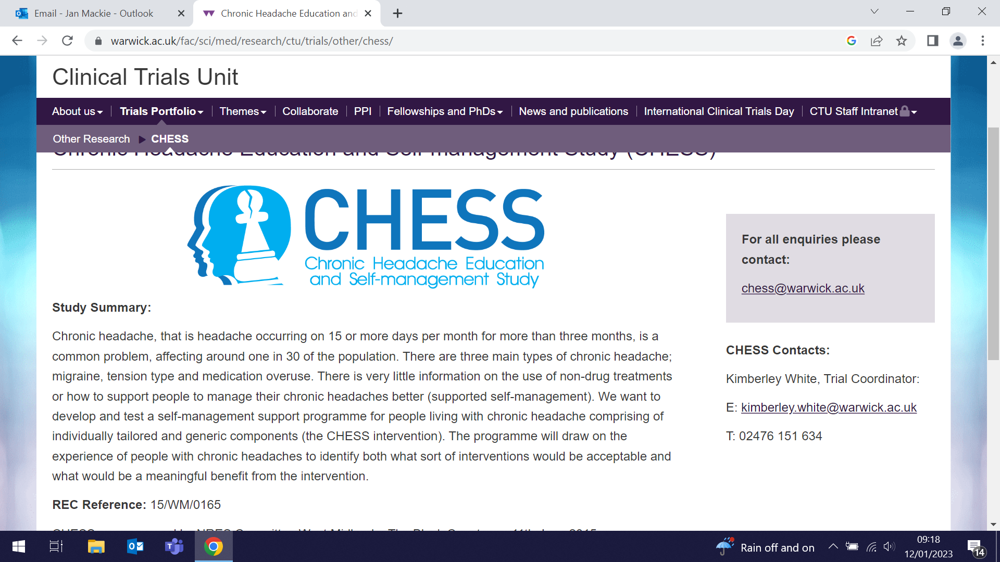 Email - Jan Mackie - Outlook
Chronic Headache Education and
warwick.ac.uk/fac/sci/med/research/ctu/trials/other/chess/
Clinical Trials Unit
About us
Trials Portfolio
Themes
Collaborate
PPI
Fellowships and PhDs
News and publications
International Clinical Trials Day
CTU Staff Intranet
Other Research
CHESS
Chronic Headache Education and Self-management Study (CHESS)
CHESS
Chronic Headache Education
and Self-management Study
Study Summary:
Chronic headache, that is headache occurring on 15 or more days per month for more than three months, is a
common problem, affecting around one in 30 of the population. There are three main types of chronic headache;
migraine, tension type and medication overuse. There is very little information on the use of non-drug treatments
or how to support people to manage their chronic headaches better (supported self-management). We want to
develop and test a self-management support programme for people living with chronic headache comprising of
individually tailored and generic components (the CHESS intervention). The programme will draw on the
experience of people with chronic headaches to identify both what sort of interventions would be acceptable and
what would be a meaningful benefit from the intervention.
REC Reference: 15/WM/0165
For all enquiries please
contact:
chess@warwick.ac.uk
CHESS Contacts:
Kimberley White, Trial Coordinator:
E: kimberley.white@warwick.ac.uk
T: 02476 151 634
Rain off and on
09:18
12/01/2023
14